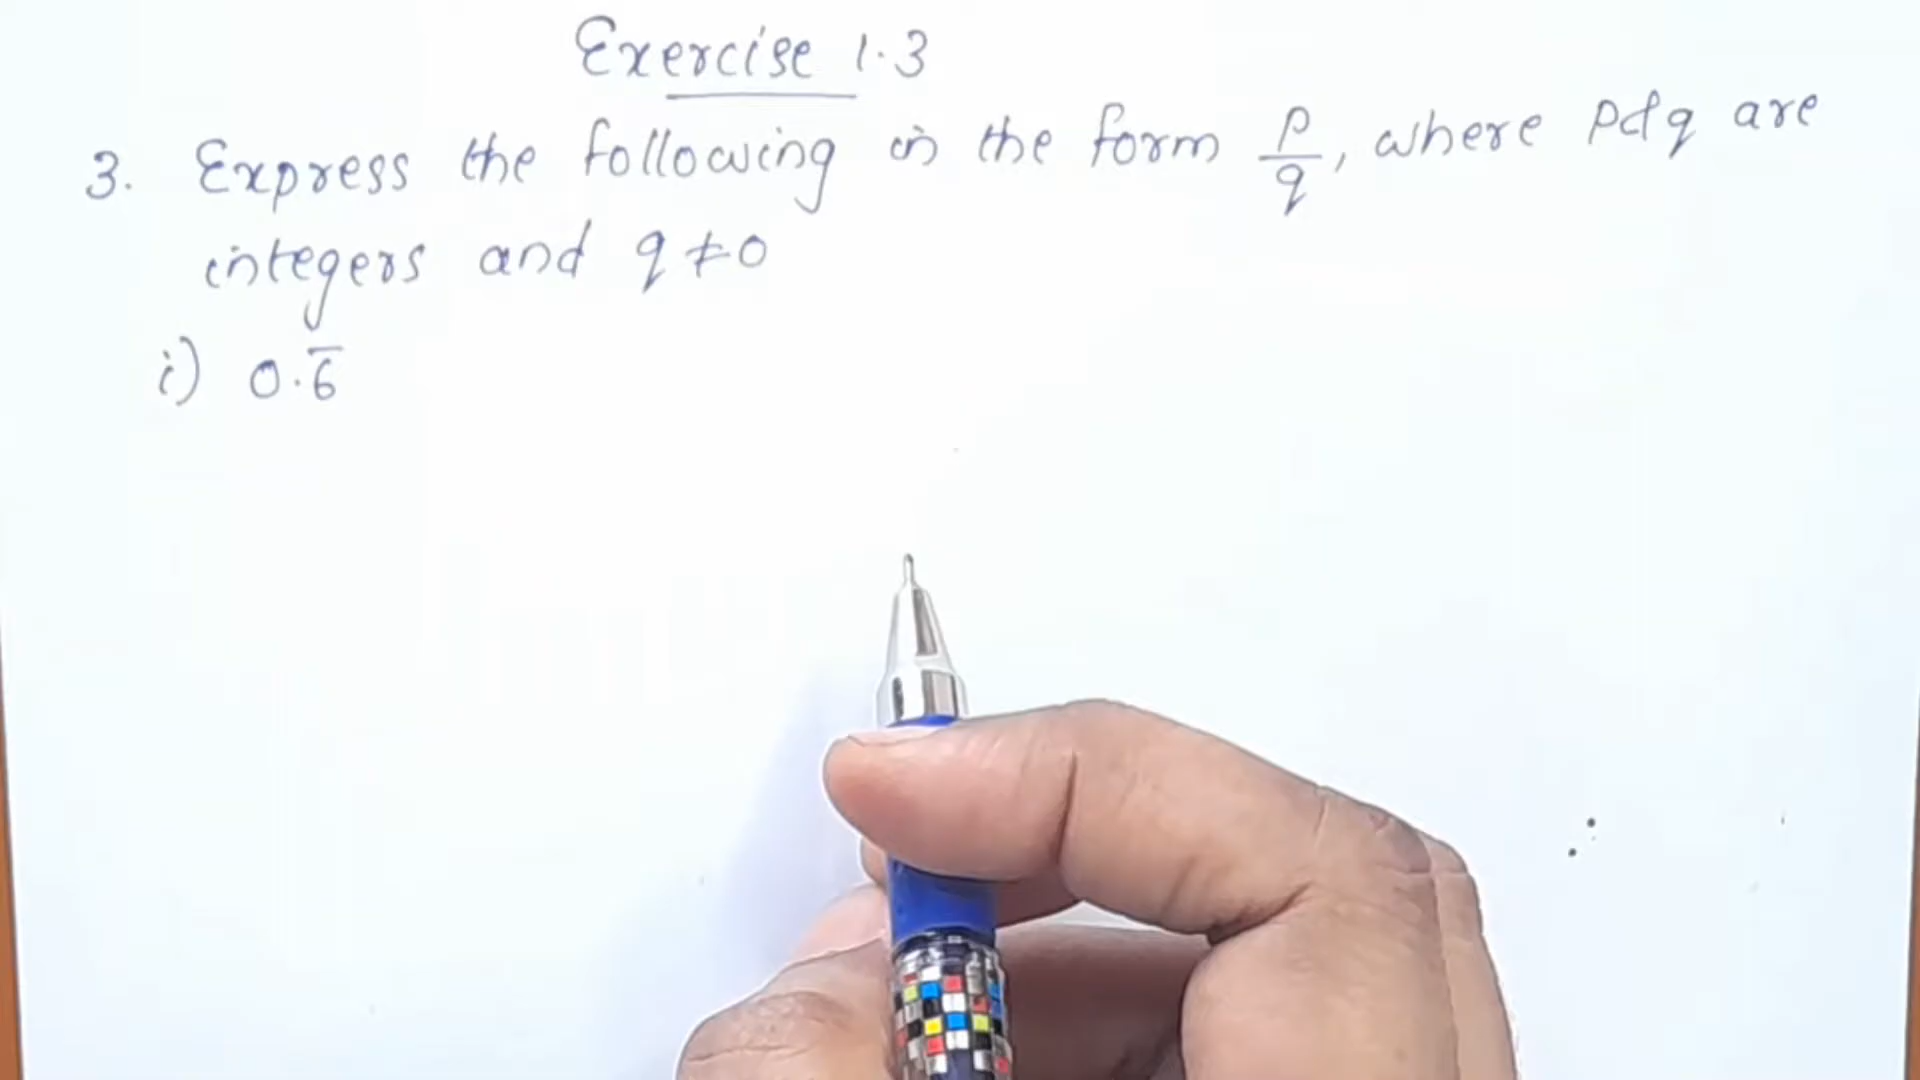 Exercise 1.3
3. Express the following in the form p/q, where p & q are
integers and q ≠ 0
i) 0.6̅